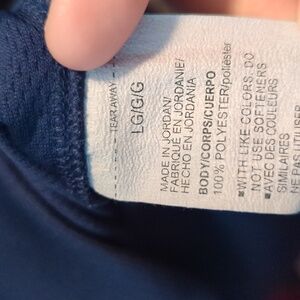 TEAR AWAY
LG/G/G
MADE IN JORDAN/
FABRIQUÉ EN JORDANIE/
HECHO EN JORDANIA
BODY/CORPS/CUERPO
100% POLYESTER/poliester
WITH LIKE COLORS. DO
NOT USE SOFTENERS
AVEC DES COULEURS
SIMILAIRES
NE PAS UTILISER